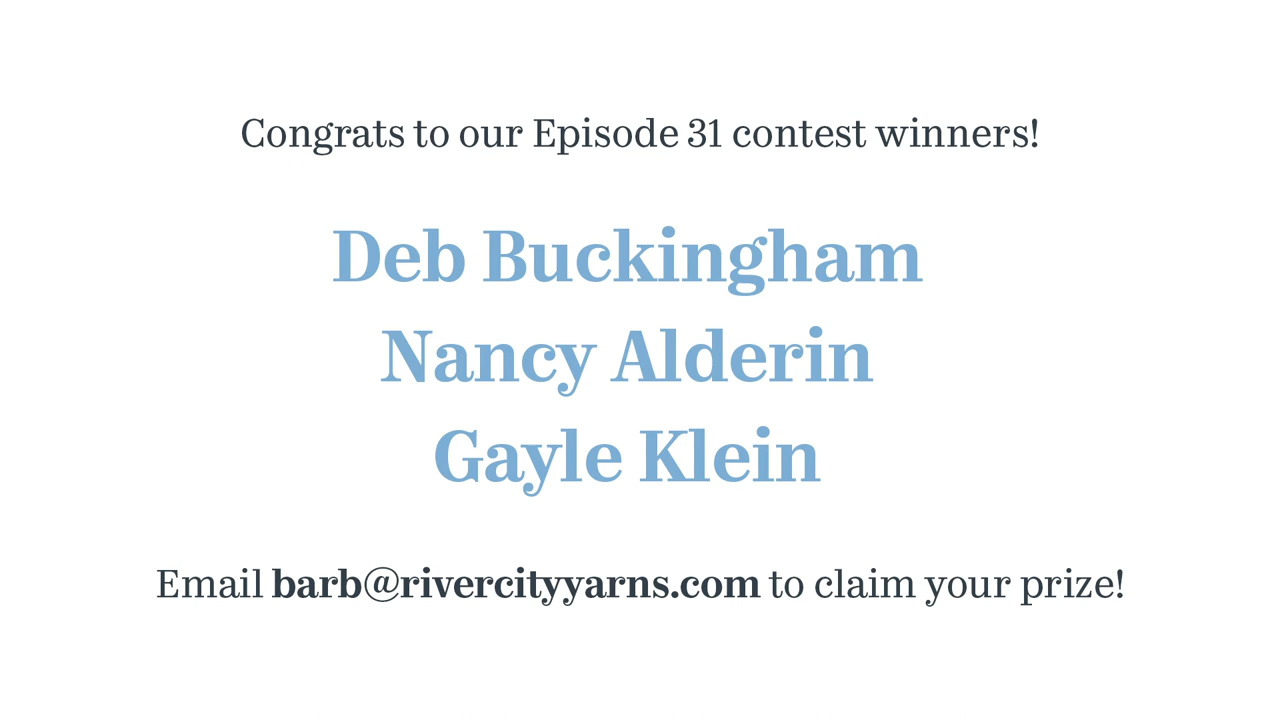 Congrats to our Episode 31 contest winners!
Deb Buckingham
Nancy Alderin
Gayle Klein
Email barb@rivercityyarns.com to claim your prize!